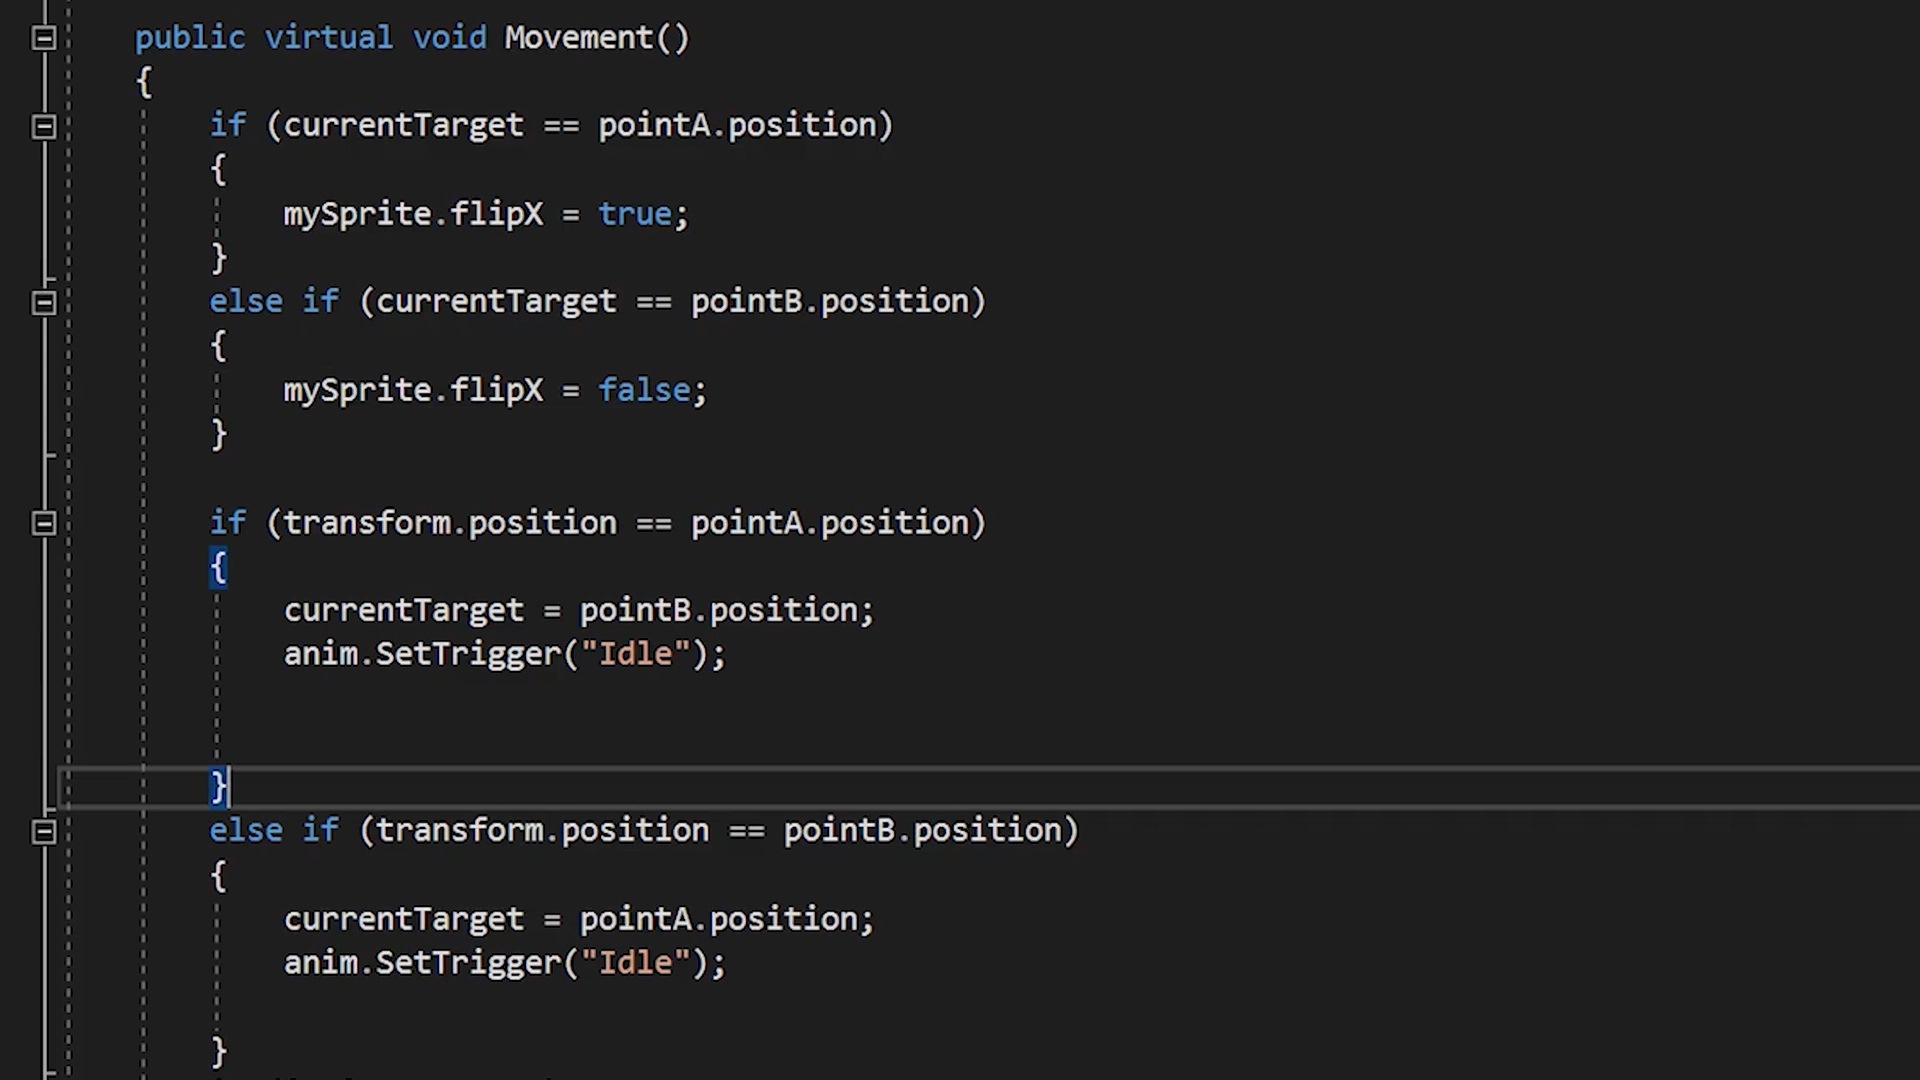 public virtual void Movement()
{
if (currentTarget == pointA.position)
{
mySprite.flipX = true;
}
else if (currentTarget == pointB.position)
{
mySprite.flipX = false;
}
if (transform.position == pointA.position)
{
currentTarget = pointB.position;
anim.SetTrigger("Idle");
}
else if (transform.position == pointB.position)
{
currentTarget = pointA.position;
anim.SetTrigger("Idle");
}